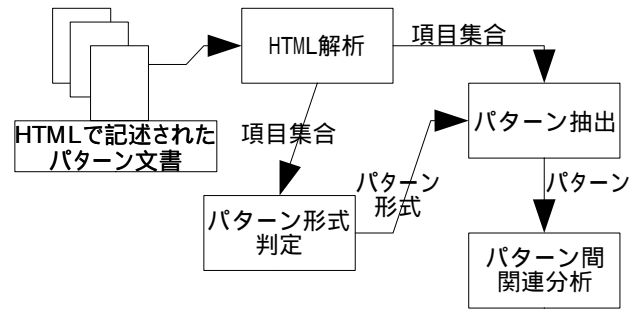 HTML解析
項目集合
HTMLで記述された
パターン文書
項目集合
パターン抽出
パターン
形式
パターン
パターン形式
判定
パターン間
関連分析